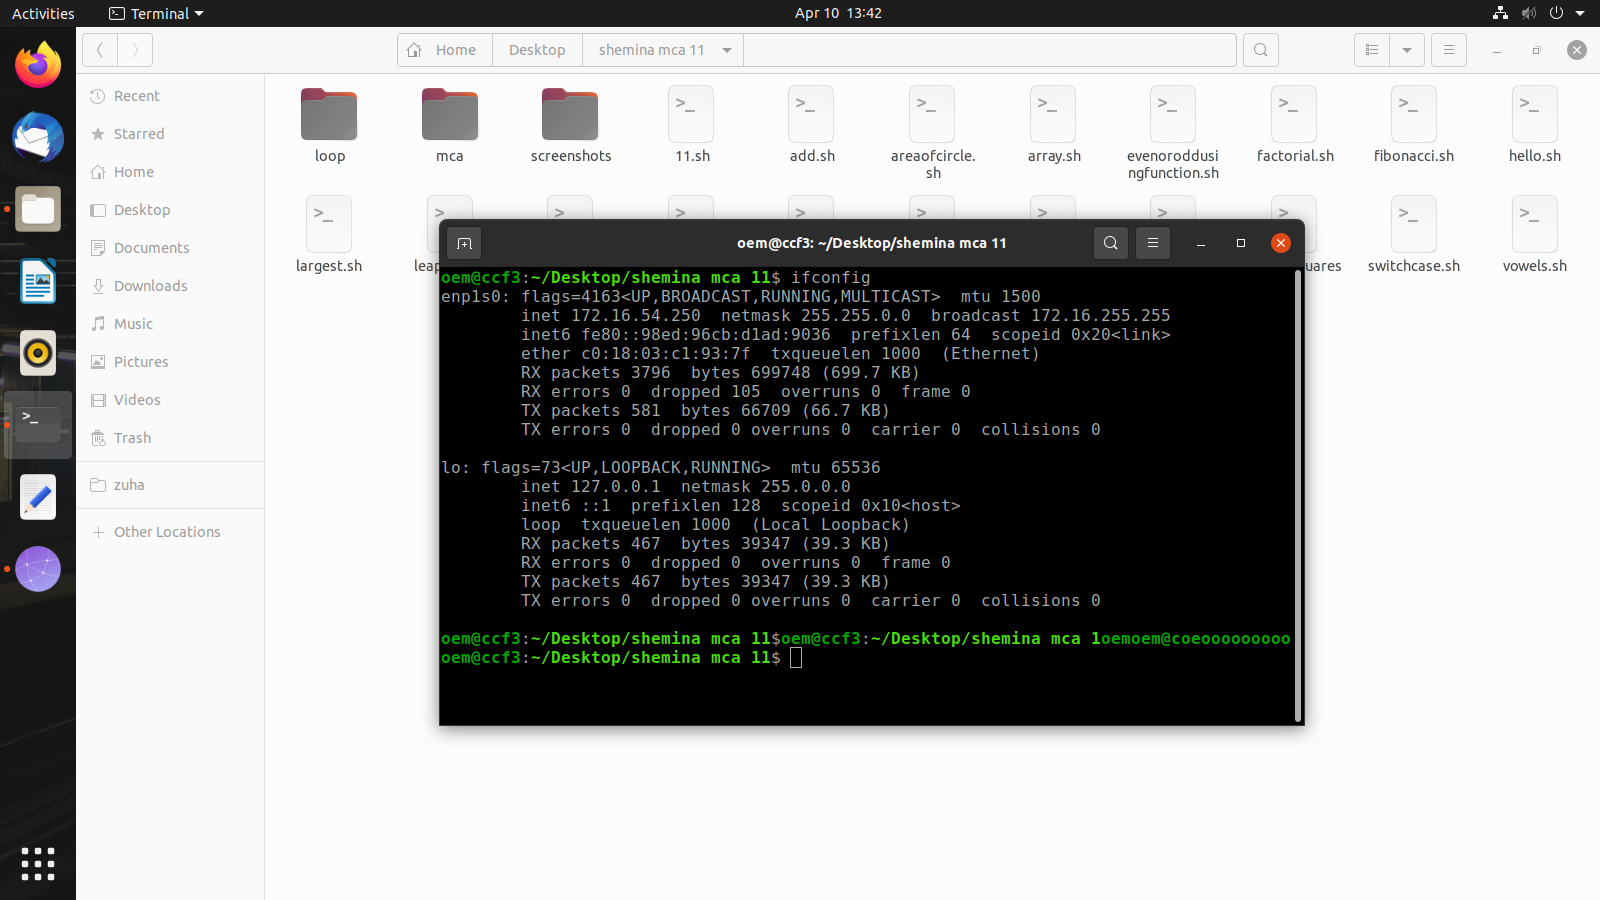 Activities
Terminal
Apr 10 13:42
Home
Desktop
shemina mca 11
Recent
Starred
Home
Desktop
Documents
Downloads
Music
Pictures
Videos
Trash
zuha
Other Locations
loop
mca
screenshots
11.sh
add.sh
areaofcircle.
sh
array.sh
evenoroddusi
ngfunction.sh
factorial.sh
fibonacci.sh
hello.sh
largest.sh
switchcase.sh
vowels.sh
oem@ccf3: ~/Desktop/shemina mca 11
oem@ccf3:~/Desktop/shemina mca 11$ ifconfig
enp1s0: flags=4163<UP,BROADCAST,RUNNING,MULTICAST>  mtu 1500
        inet 172.16.54.250  netmask 255.255.0.0  broadcast 172.16.255.255
        inet6 fe80::98ed:96cb:d1ad:9036  prefixlen 64  scopeid 0x20<link>
        ether c0:18:03:c1:93:7f  txqueuelen 1000  (Ethernet)
        RX packets 3796  bytes 699748 (699.7 KB)
        RX errors 0  dropped 105  overruns 0  frame 0
        TX packets 581  bytes 66709 (66.7 KB)
        TX errors 0  dropped 0 overruns 0  carrier 0  collisions 0
lo: flags=73<UP,LOOPBACK,RUNNING>  mtu 65536
        inet 127.0.0.1  netmask 255.0.0.0
        inet6 ::1  prefixlen 128  scopeid 0x10<host>
        loop  txqueuelen 1000  (Local Loopback)
        RX packets 467  bytes 39347 (39.3 KB)
        RX errors 0  dropped 0  overruns 0  frame 0
        TX packets 467  bytes 39347 (39.3 KB)
        TX errors 0  dropped 0 overruns 0  carrier 0  collisions 0
oem@ccf3:~/Desktop/shemina mca 11$oem@ccf3:~/Desktop/shemina mca 1oemoem@coeooooooooo
oem@ccf3:~/Desktop/shemina mca 11$